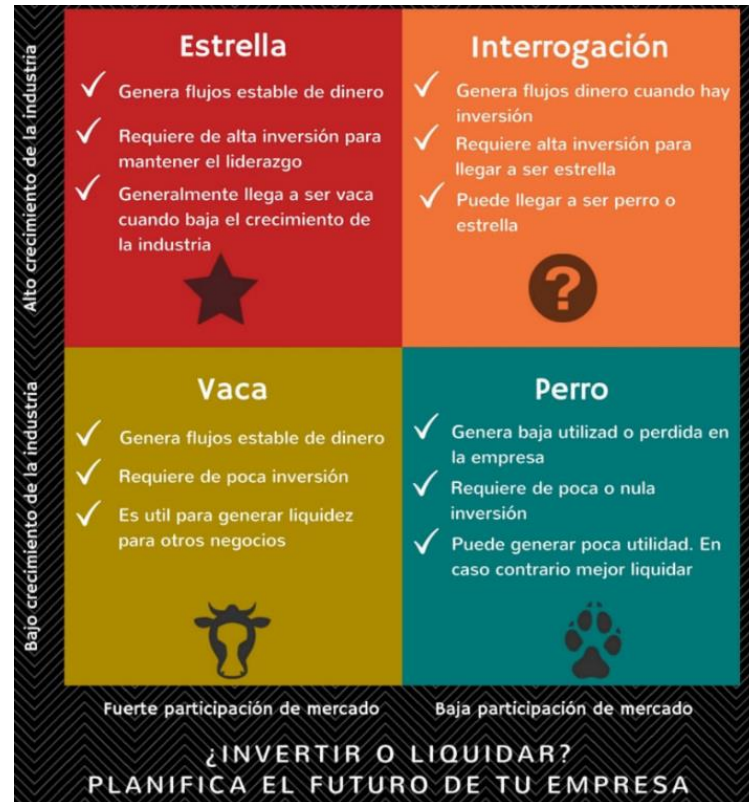 Alto crecimiento de la industria
Estrella
Genera flujos estable de dinero
Requiere de alta inversión para
mantener el liderazgo
Generalmente llega a ser vaca
cuando baja el crecimiento de
la industria
Interrogación
Genera flujos dinero cuando hay
inversión
Requiere alta inversión para
llegar a ser estrella
Puede llegar a ser perro o
estrella
?
Bajo crecimiento de la industria
Vaca
Genera flujos estable de dinero
Requiere de poca inversión
Es util para generar liquidez
para otros negocios
Perro
Genera baja utilizad o perdida en
la empresa
Requiere de poca o nula
inversión
Puede generar poca utilidad. En
caso contrario mejor liquidar
Fuerte participación de mercado
Baja participación de mercado
¿INVERTIR O LIQUIDAR?
PLANIFICA EL FUTURO DE TU EMPRESA